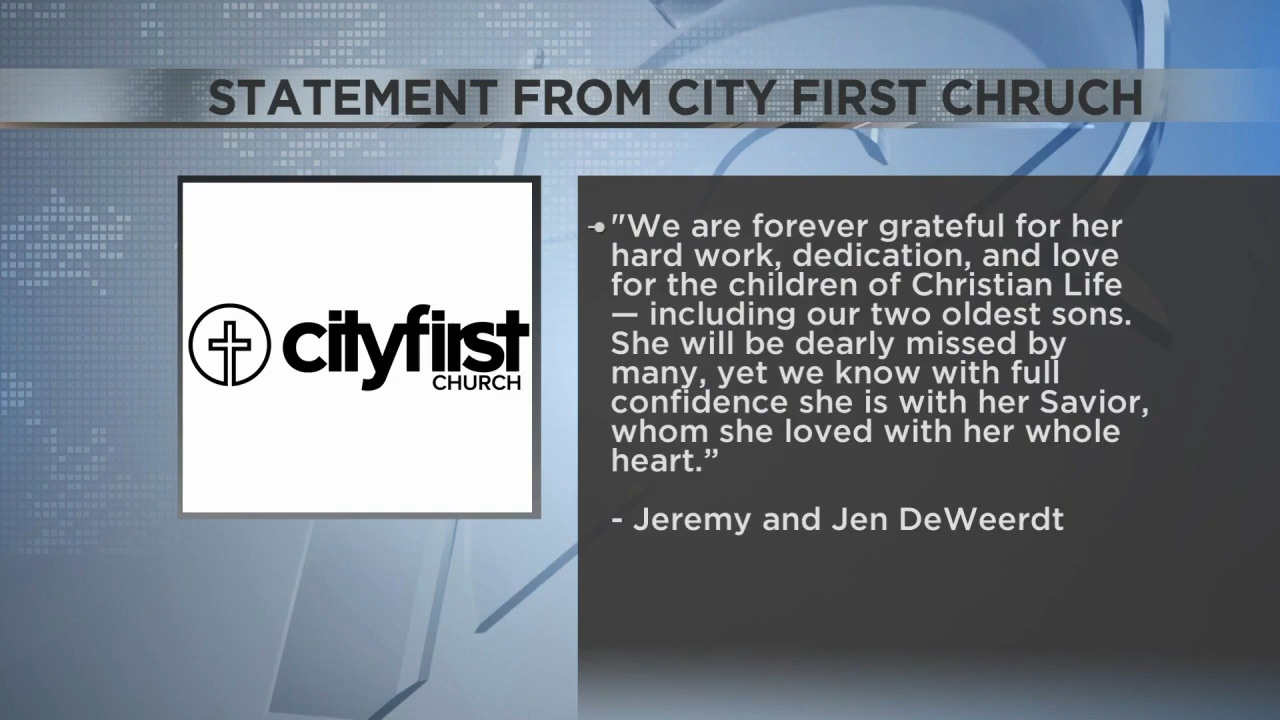 STATEMENT FROM CITY FIRST CHRUCH
cityfirst
CHURCH
"We are forever grateful for her
hard work, dedication, and love
for the children of Christian Life
— including our two oldest sons.
She will be dearly missed by
many, yet we know with full
confidence she is with her Savior,
whom she loved with her whole
heart.”
- Jeremy and Jen DeWeerdt